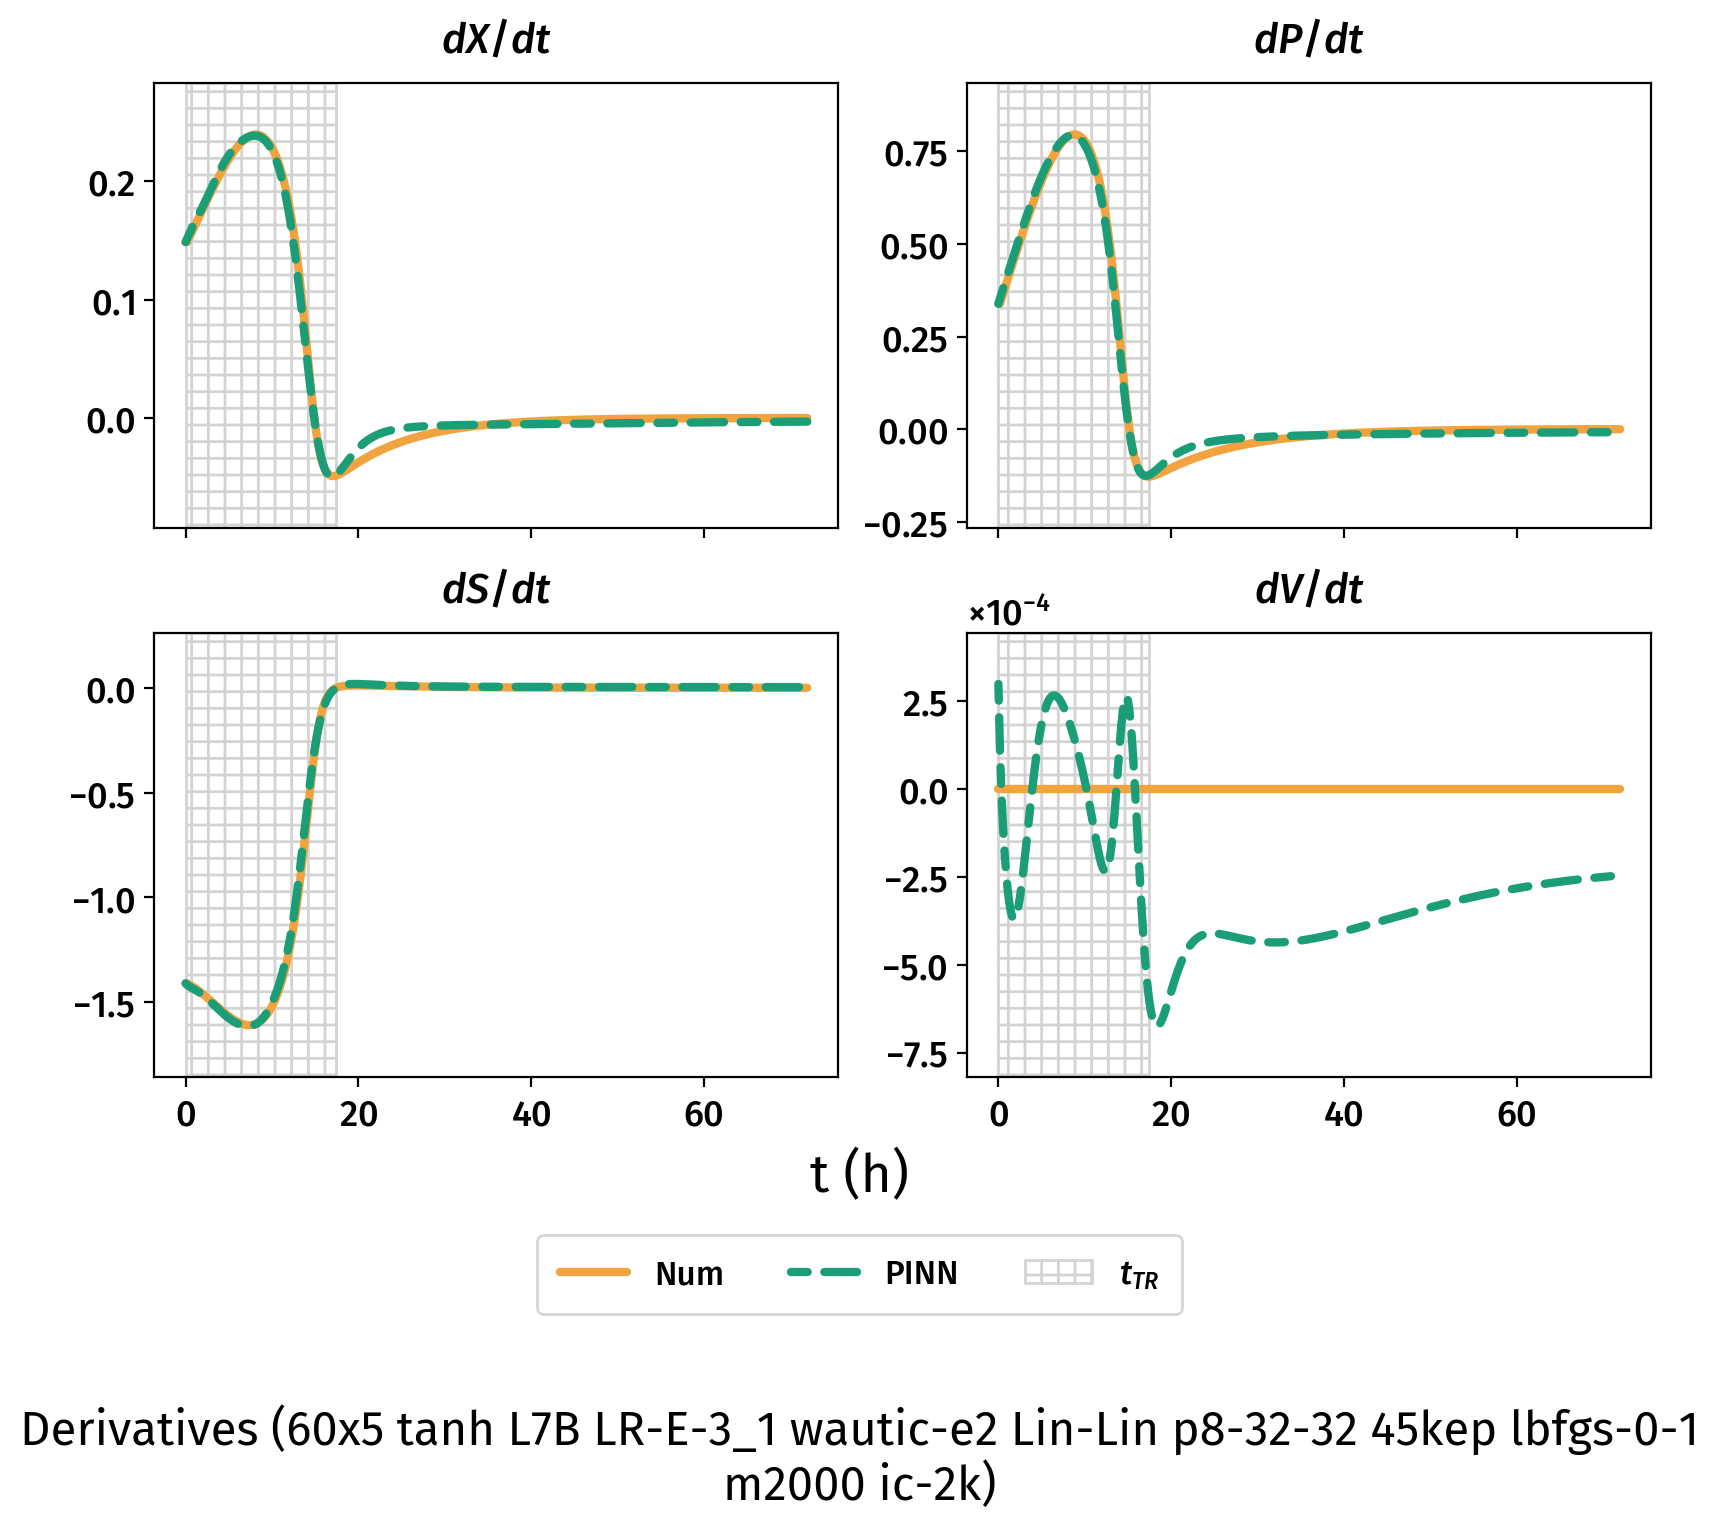 dX/dt
dP/dt
0.2
0.1
0.0
0.75
0.50
0.25
0.00
−0.25
dS/dt
dV/dt
×10⁻⁴
0.0
−0.5
−1.0
−1.5
2.5
0.0
−2.5
−5.0
−7.5
0 20 40 60
0 20 40 60
t (h)
Num PINN t_TR
Derivatives (60x5 tanh L7B LR-E-3_1 wautic-e2 Lin-Lin p8-32-32 45kep lbfgs-0-1
m2000 ic-2k)